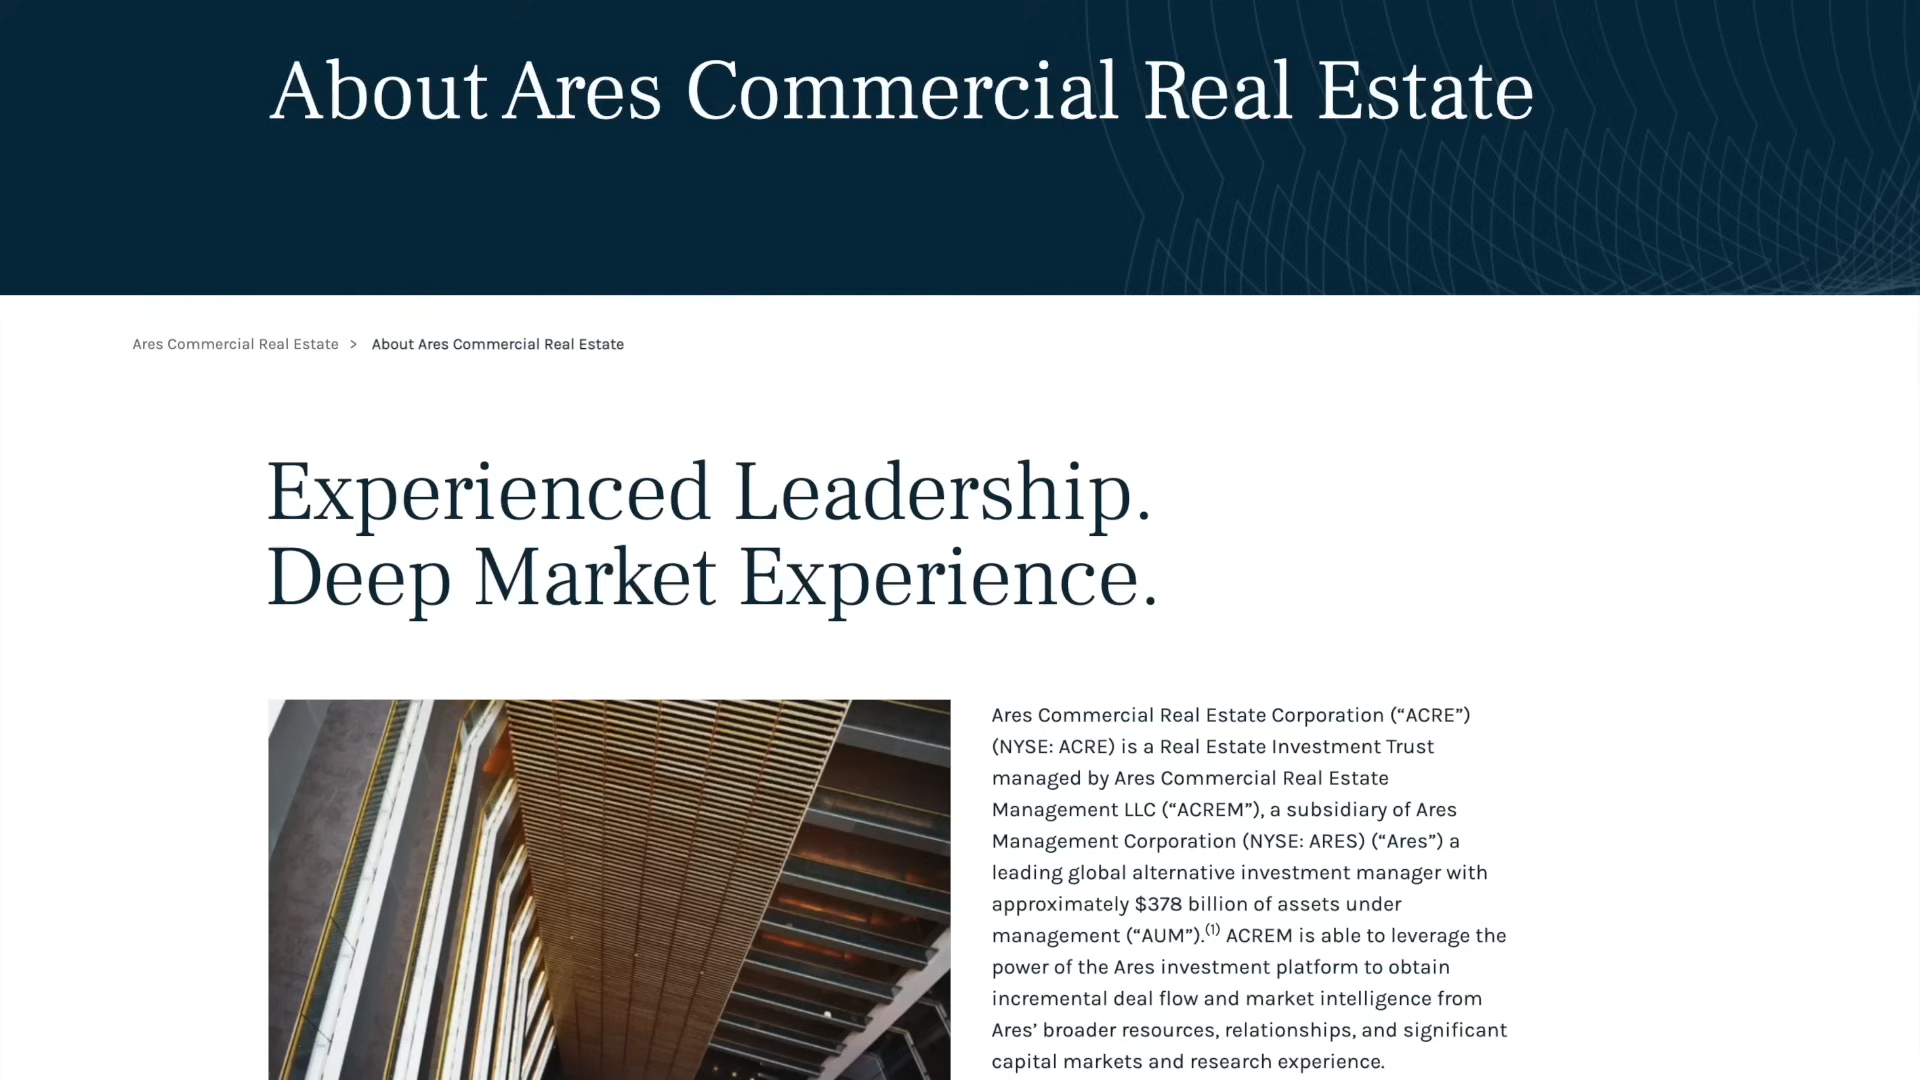 About Ares Commercial Real Estate
Ares Commercial Real Estate > About Ares Commercial Real Estate
Experienced Leadership.
Deep Market Experience.
Ares Commercial Real Estate Corporation (“ACRE”)
(NYSE: ACRE) is a Real Estate Investment Trust
managed by Ares Commercial Real Estate
Management LLC (“ACREM”), a subsidiary of Ares
Management Corporation (NYSE: ARES) (“Ares”) a
leading global alternative investment manager with
approximately $378 billion of assets under
management (“AUM”).(1) ACREM is able to leverage the
power of the Ares investment platform to obtain
incremental deal flow and market intelligence from
Ares’ broader resources, relationships, and significant
capital markets and research experience.